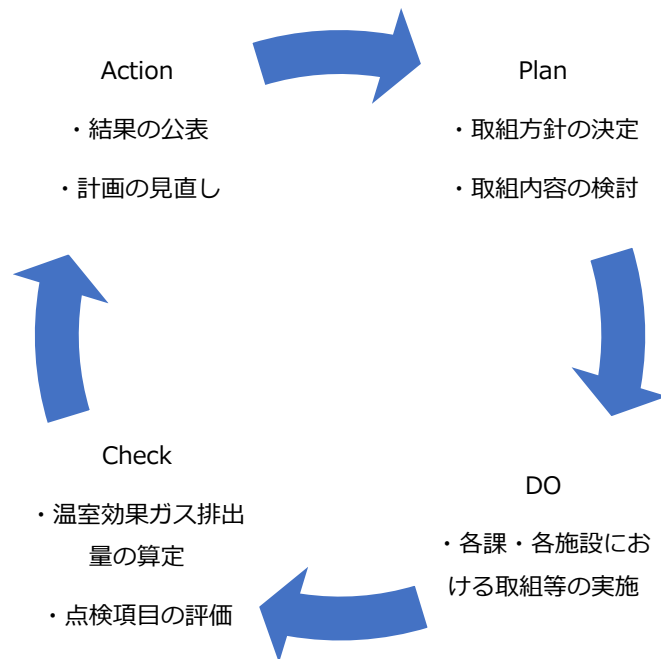 Action
・結果の公表
・計画の見直し
Plan
・取組方針の決定
・取組内容の検討
DO
・各課・各施設にお
ける取組等の実施
Check
・温室効果ガス排出
量の算定
・点検項目の評価